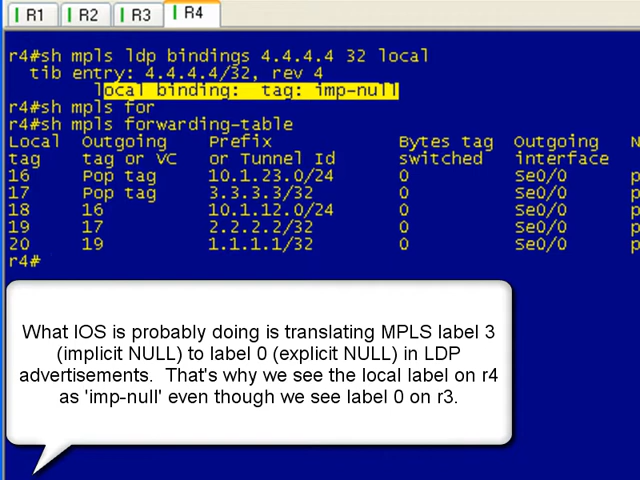 R1 R2 R3 R4
r4#sh mpls ldp bindings 4.4.4.4 32 local
tib entry: 4.4.4.4/32, rev 4
local binding: tag: imp-null
r4#sh mpls for
r4#sh mpls forwarding-table
Local Outgoing Prefix Bytes tag Outgoing N
tag tag or VC or Tunnel Id switched interface
16 Pop tag 10.1.23.0/24 0 Se0/0 p
17 Pop tag 3.3.3.3/32 0 Se0/0 p
18 16 10.1.12.0/24 0 Se0/0 p
19 17 2.2.2.2/32 0 Se0/0 p
20 19 1.1.1.1/32 0 Se0/0 p
r4#
What IOS is probably doing is translating MPLS label 3
(implicit NULL) to label 0 (explicit NULL) in LDP
advertisements. That's why we see the local label on r4
as 'imp-null' even though we see label 0 on r3.